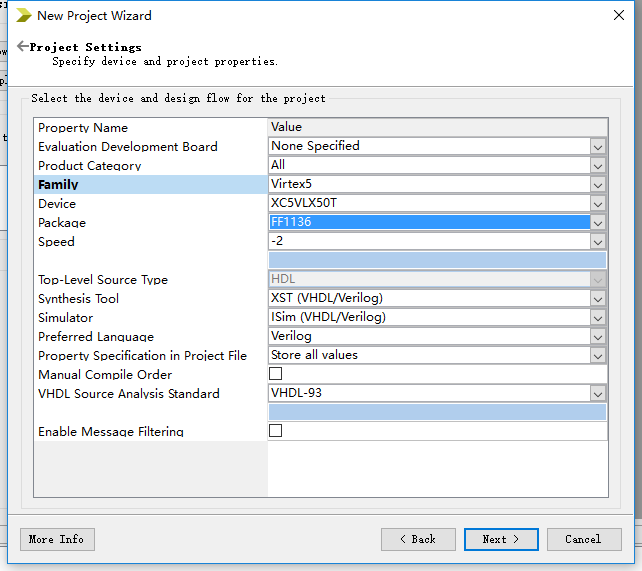 New Project Wizard
Project Settings
Specify device and project properties.
Select the device and design flow for the project
Property Name Value
Evaluation Development Board None Specified
Product Category All
Family Virtex5
Device XC5VLX50T
Package FF1136
Speed -2
Top-Level Source Type HDL
Synthesis Tool XST (VHDL/Verilog)
Simulator ISim (VHDL/Verilog)
Preferred Language Verilog
Property Specification in Project File Store all values
Manual Compile Order
VHDL Source Analysis Standard VHDL-93
Enable Message Filtering
More Info < Back Next > Cancel